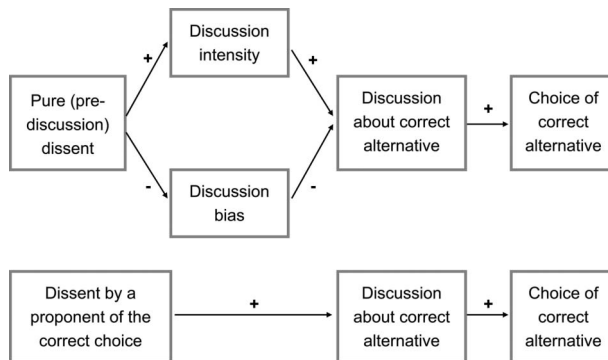 Discussion
intensity
+
+
Pure (pre-
discussion)
dissent
Discussion
about correct
alternative
+
Choice of
correct
alternative
-
-
Discussion
bias
Dissent by a
proponent of the
correct choice
+
Discussion
about correct
alternative
+
Choice of
correct
alternative